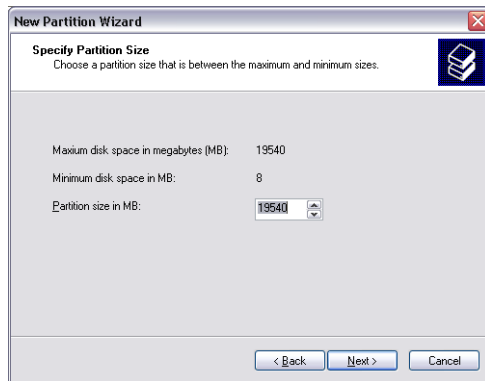 New Partition Wizard
Specify Partition Size
Choose a partition size that is between the maximum and minimum sizes.
Maxium disk space in megabytes (MB): 19540
Minimum disk space in MB: 8
Partition size in MB: 19540
< Back Next > Cancel